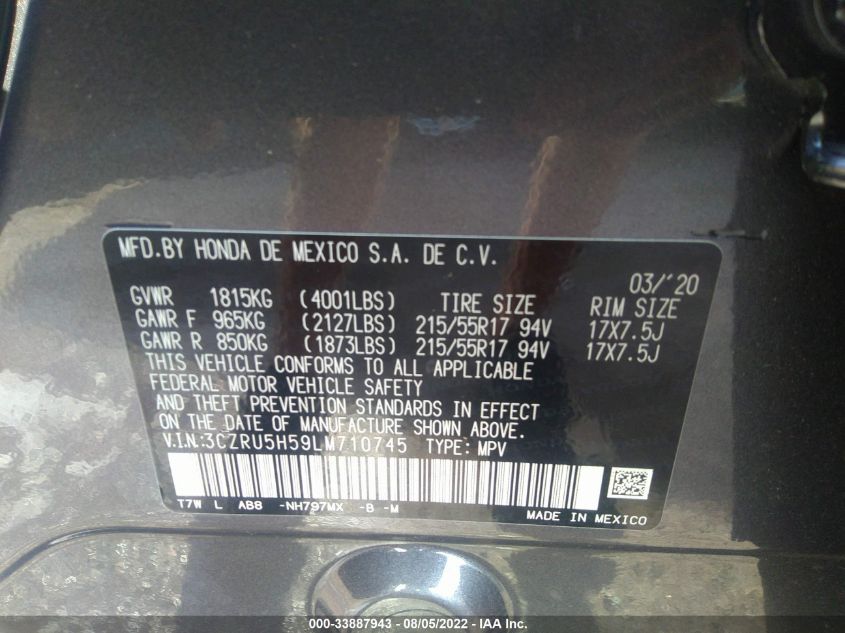 MFD.BY HONDA DE MEXICO S.A. DE C.V.
03/'20
GVWR 1815KG (4001LBS) TIRE SIZE RIM SIZE
GAWR F 965KG (2127LBS) 215/55R17 94V 17X7.5J
GAWR R 850KG (1873LBS) 215/55R17 94V 17X7.5J
THIS VEHICLE CONFORMS TO ALL APPLICABLE
FEDERAL MOTOR VEHICLE SAFETY
AND THEFT PREVENTION STANDARDS IN EFFECT
ON THE DATE OF MANUFACTURE SHOWN ABOVE.
V.I.N:3CZRU5H59LM710745 TYPE: MPV
T7W L AB8 -NH797MX -B -M
MADE IN MEXICO
000-33887943 - 08/05/2022 - IAA Inc.